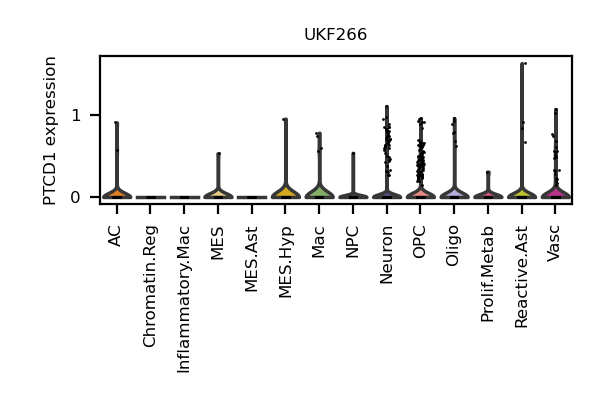 UKF266
PTCD1 expression
1
0
AC
Chromatin.Reg
Inflammatory.Mac
MES
MES.Ast
MES.Hyp
Mac
NPC
Neuron
OPC
Oligo
Prolif.Metab
Reactive.Ast
Vasc